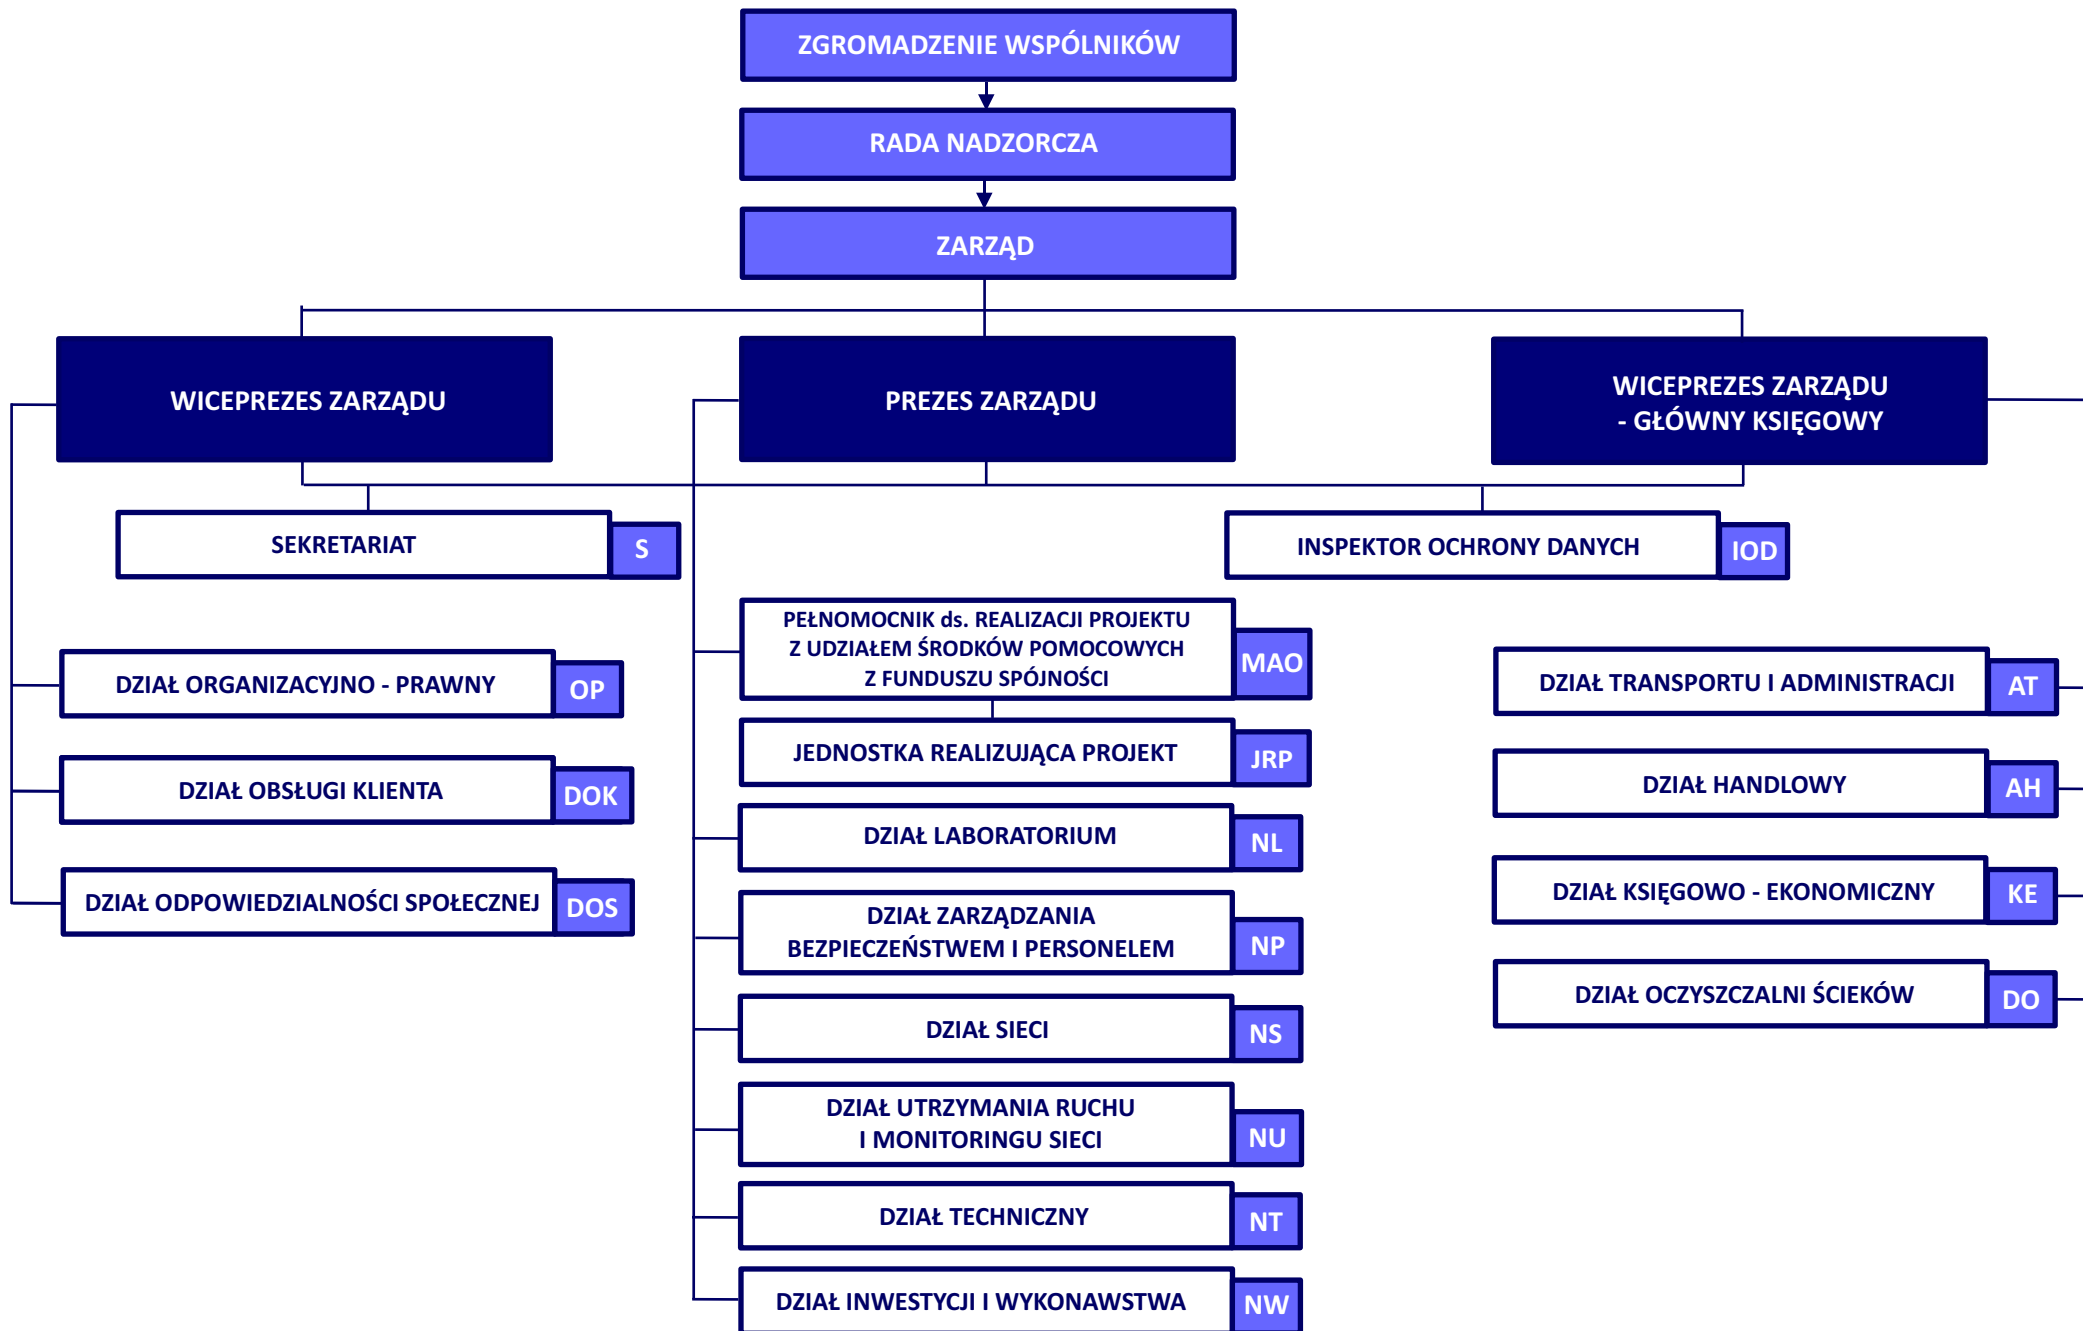 ZGROMADZENIE WSPÓLNIKÓW
RADA NADZORCZA
ZARZĄD
WICEPREZES ZARZĄDU
PREZES ZARZĄDU
WICEPREZES ZARZĄDU
- GŁÓWNY KSIĘGOWY
SEKRETARIAT
S
INSPEKTOR OCHRONY DANYCH
IOD
DZIAŁ ORGANIZACYJNO - PRAWNY
OP
DZIAŁ OBSŁUGI KLIENTA
DOK
DZIAŁ ODPOWIEDZIALNOŚCI SPOŁECZNEJ
DOS
PEŁNOMOCNIK ds. REALIZACJI PROJEKTU
Z UDZIAŁEM ŚRODKÓW POMOCOWYCH
Z FUNDUSZU SPÓJNOŚCI
MAO
JEDNOSTKA REALIZUJĄCA PROJEKT
JRP
DZIAŁ LABORATORIUM
NL
DZIAŁ ZARZĄDZANIA
BEZPIECZEŃSTWEM I PERSONELEM
NP
DZIAŁ SIECI
NS
DZIAŁ UTRZYMANIA RUCHU
I MONITORINGU SIECI
NU
DZIAŁ TECHNICZNY
NT
DZIAŁ INWESTYCJI I WYKONAWSTWA
NW
DZIAŁ TRANSPORTU I ADMINISTRACJI
AT
DZIAŁ HANDLOWY
AH
DZIAŁ KSIĘGOWO - EKONOMICZNY
KE
DZIAŁ OCZYSZCZALNI ŚCIEKÓW
DO